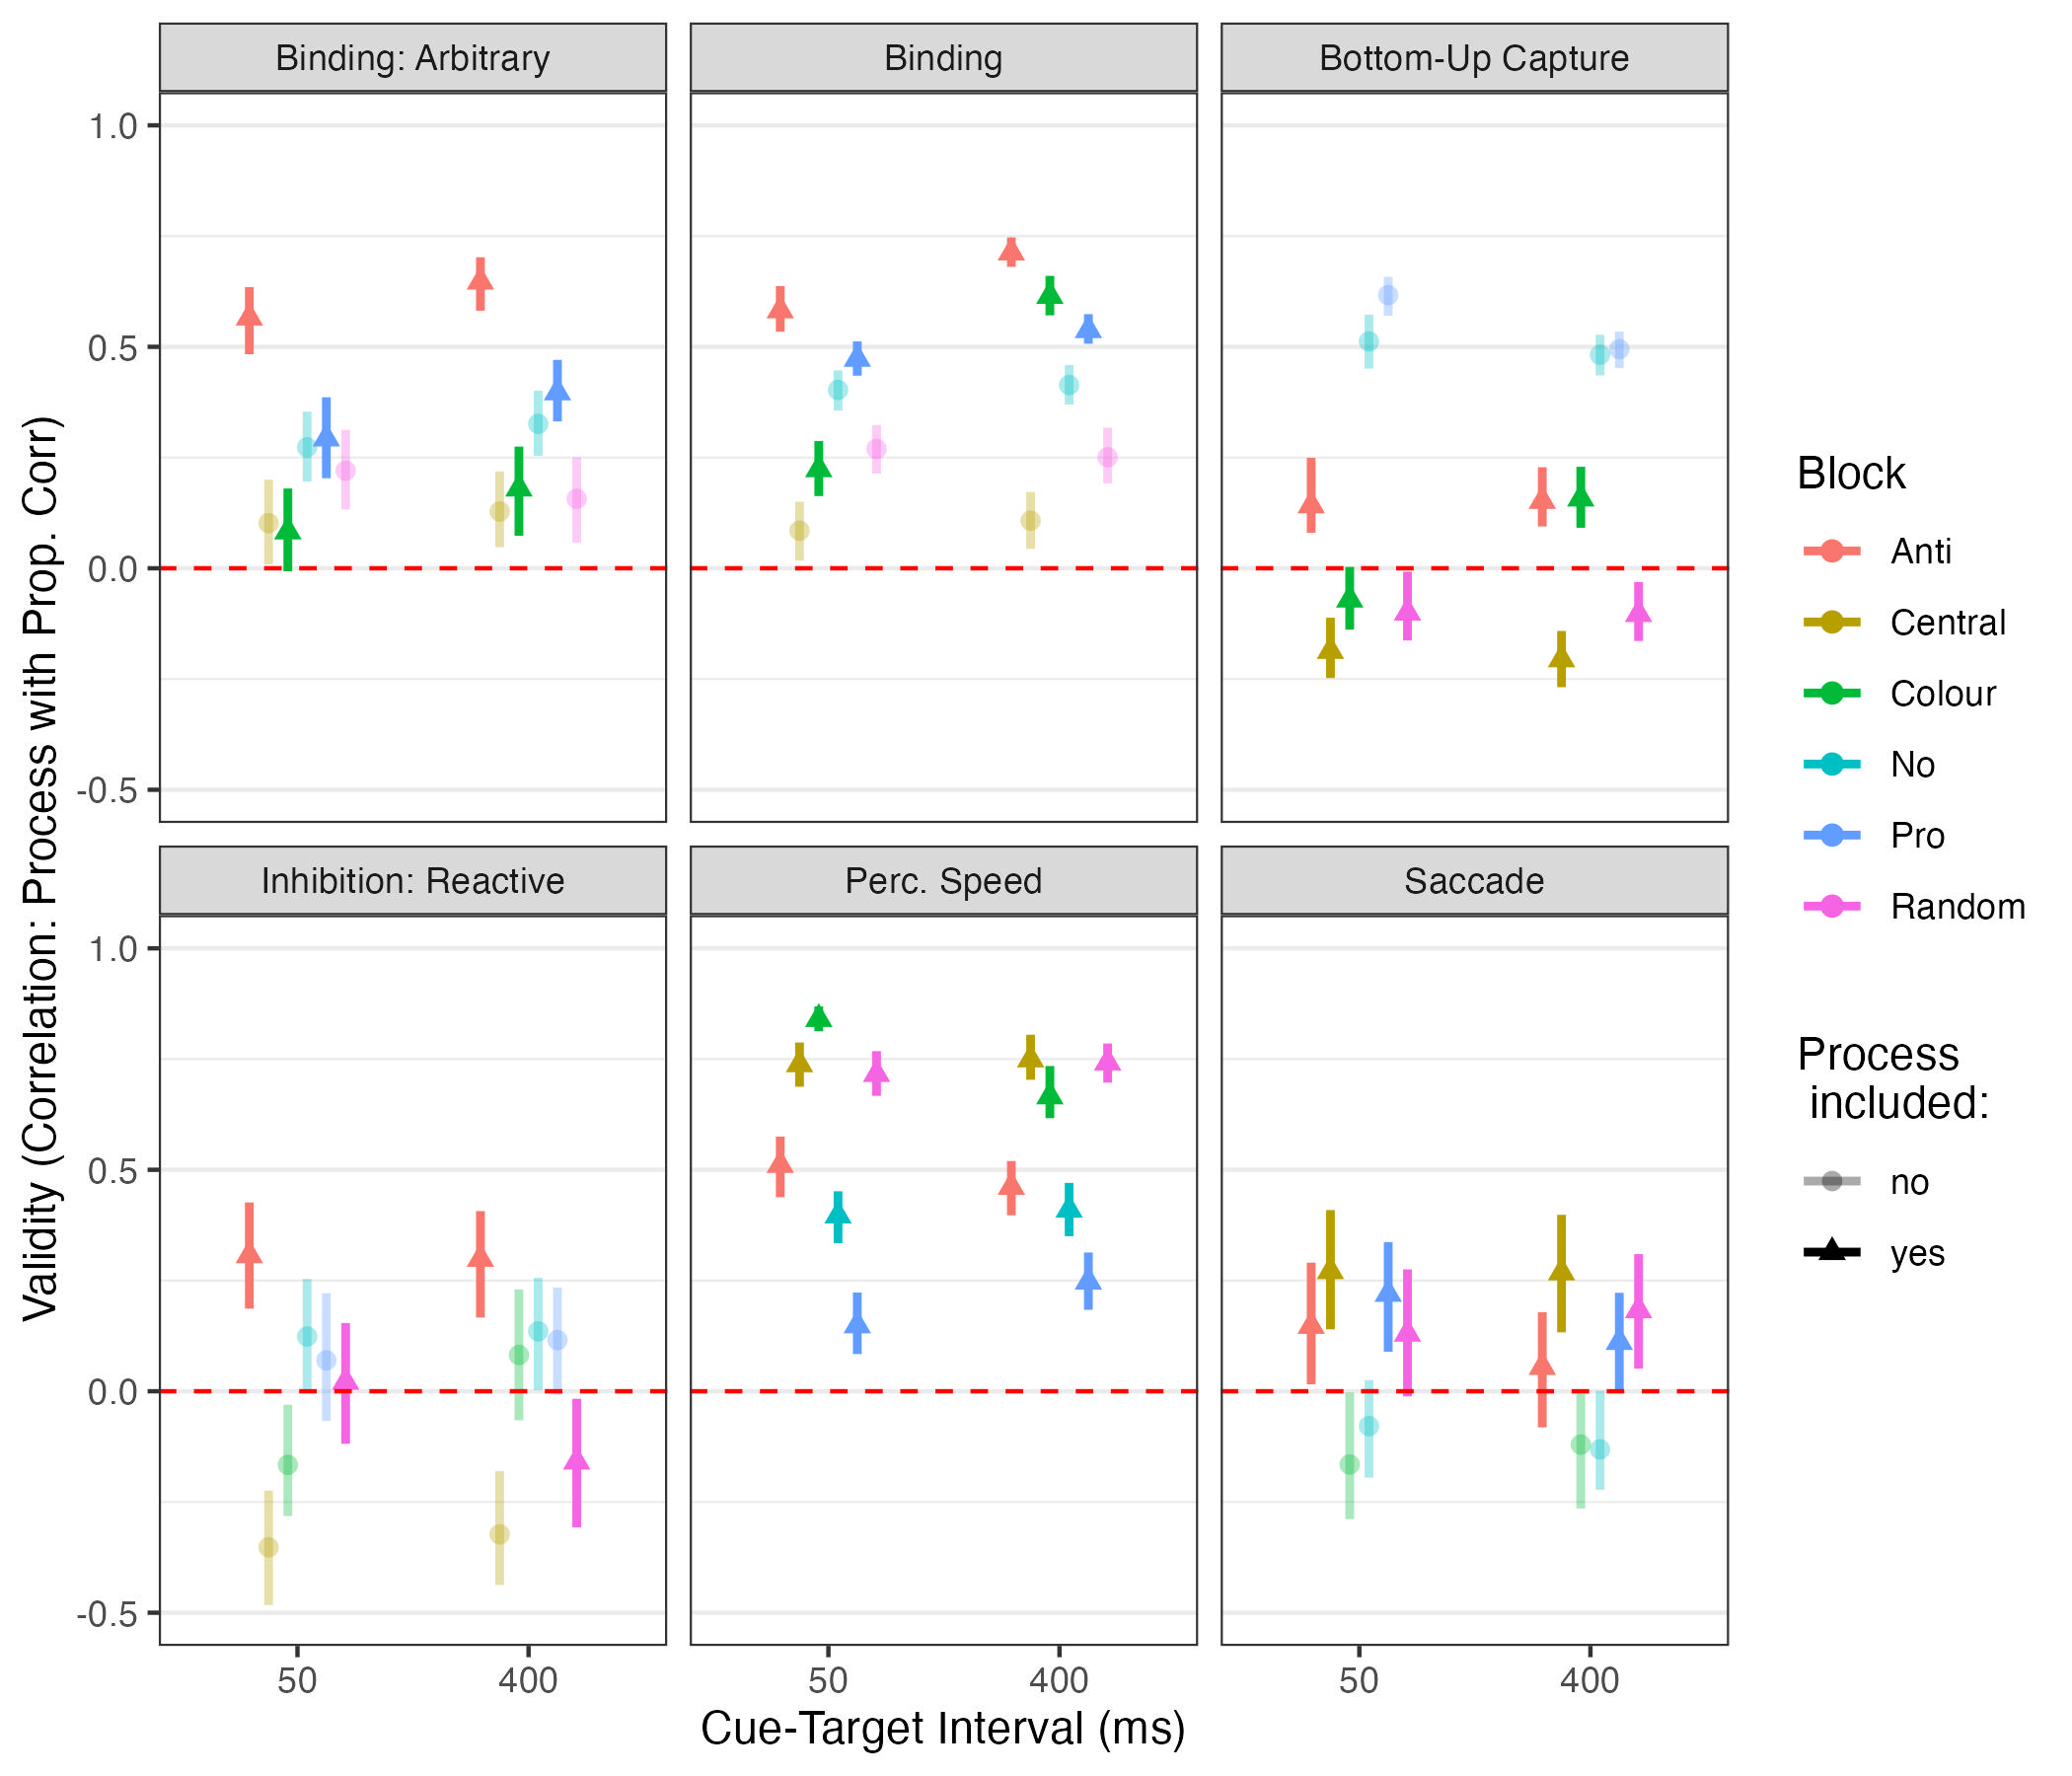 Binding: Arbitrary
Binding
Bottom-Up Capture
1.0
0.5
0.0
-0.5
Inhibition: Reactive
Perc. Speed
Saccade
1.0
0.5
0.0
-0.5
50
400
50
400
50
400
Cue-Target Interval (ms)
Validity (Correlation: Process with Prop. Corr)
Block
Anti
Central
Colour
No
Pro
Random
Process
included:
no
yes